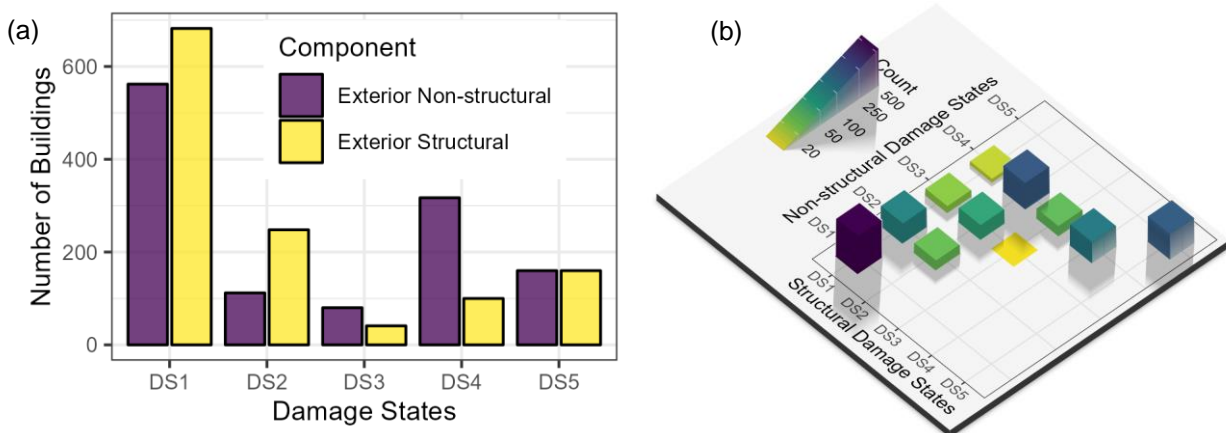 (a)
Number of Buildings
600
400
200
0
Component
Exterior Non-structural
Exterior Structural
DS1 DS2 DS3 DS4 DS5
Damage States
(b)
Count
500
250
100
50
20
Non-structural Damage States
DS5
DS4
DS3
DS2
DS1
DS1
DS2
DS3
DS4
DS5
Structural Damage States